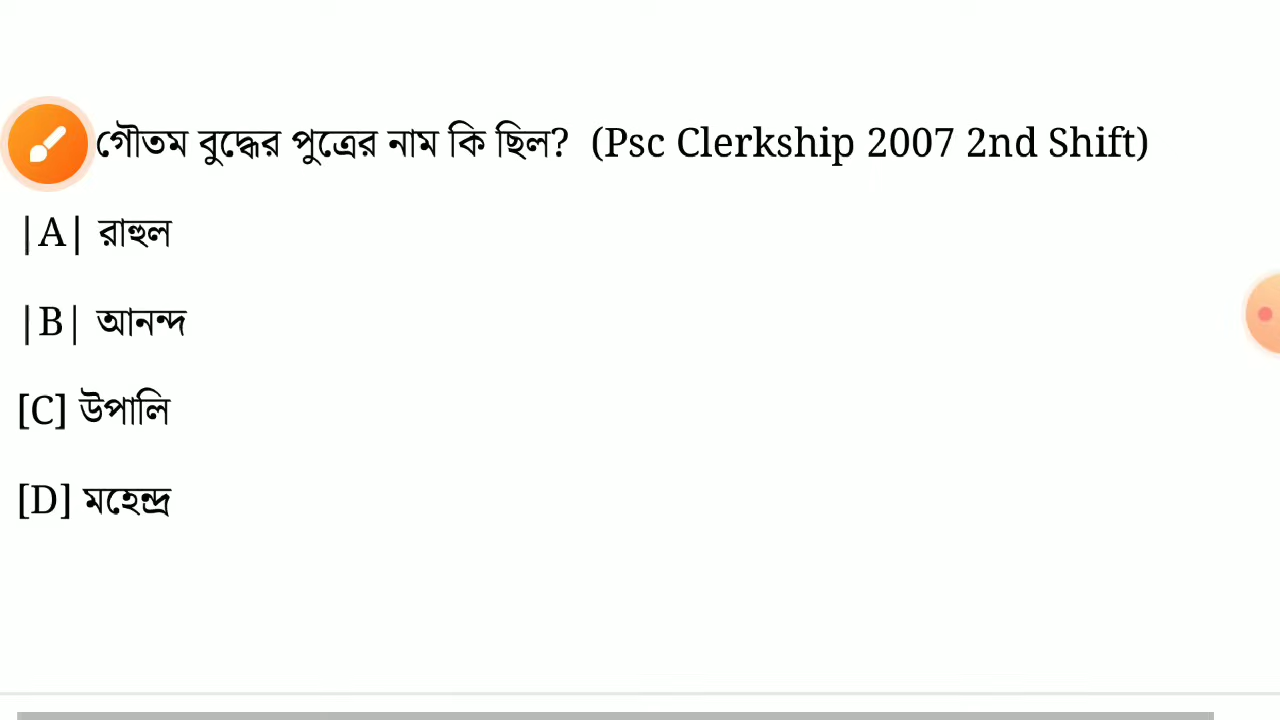 গৌতম বুদ্ধের পুত্রের নাম কি ছিল? (Psc Clerkship 2007 2nd Shift)
|A| রাহুল
|B| আনন্দ
[C] উপালি
[D] মহেন্দ্র